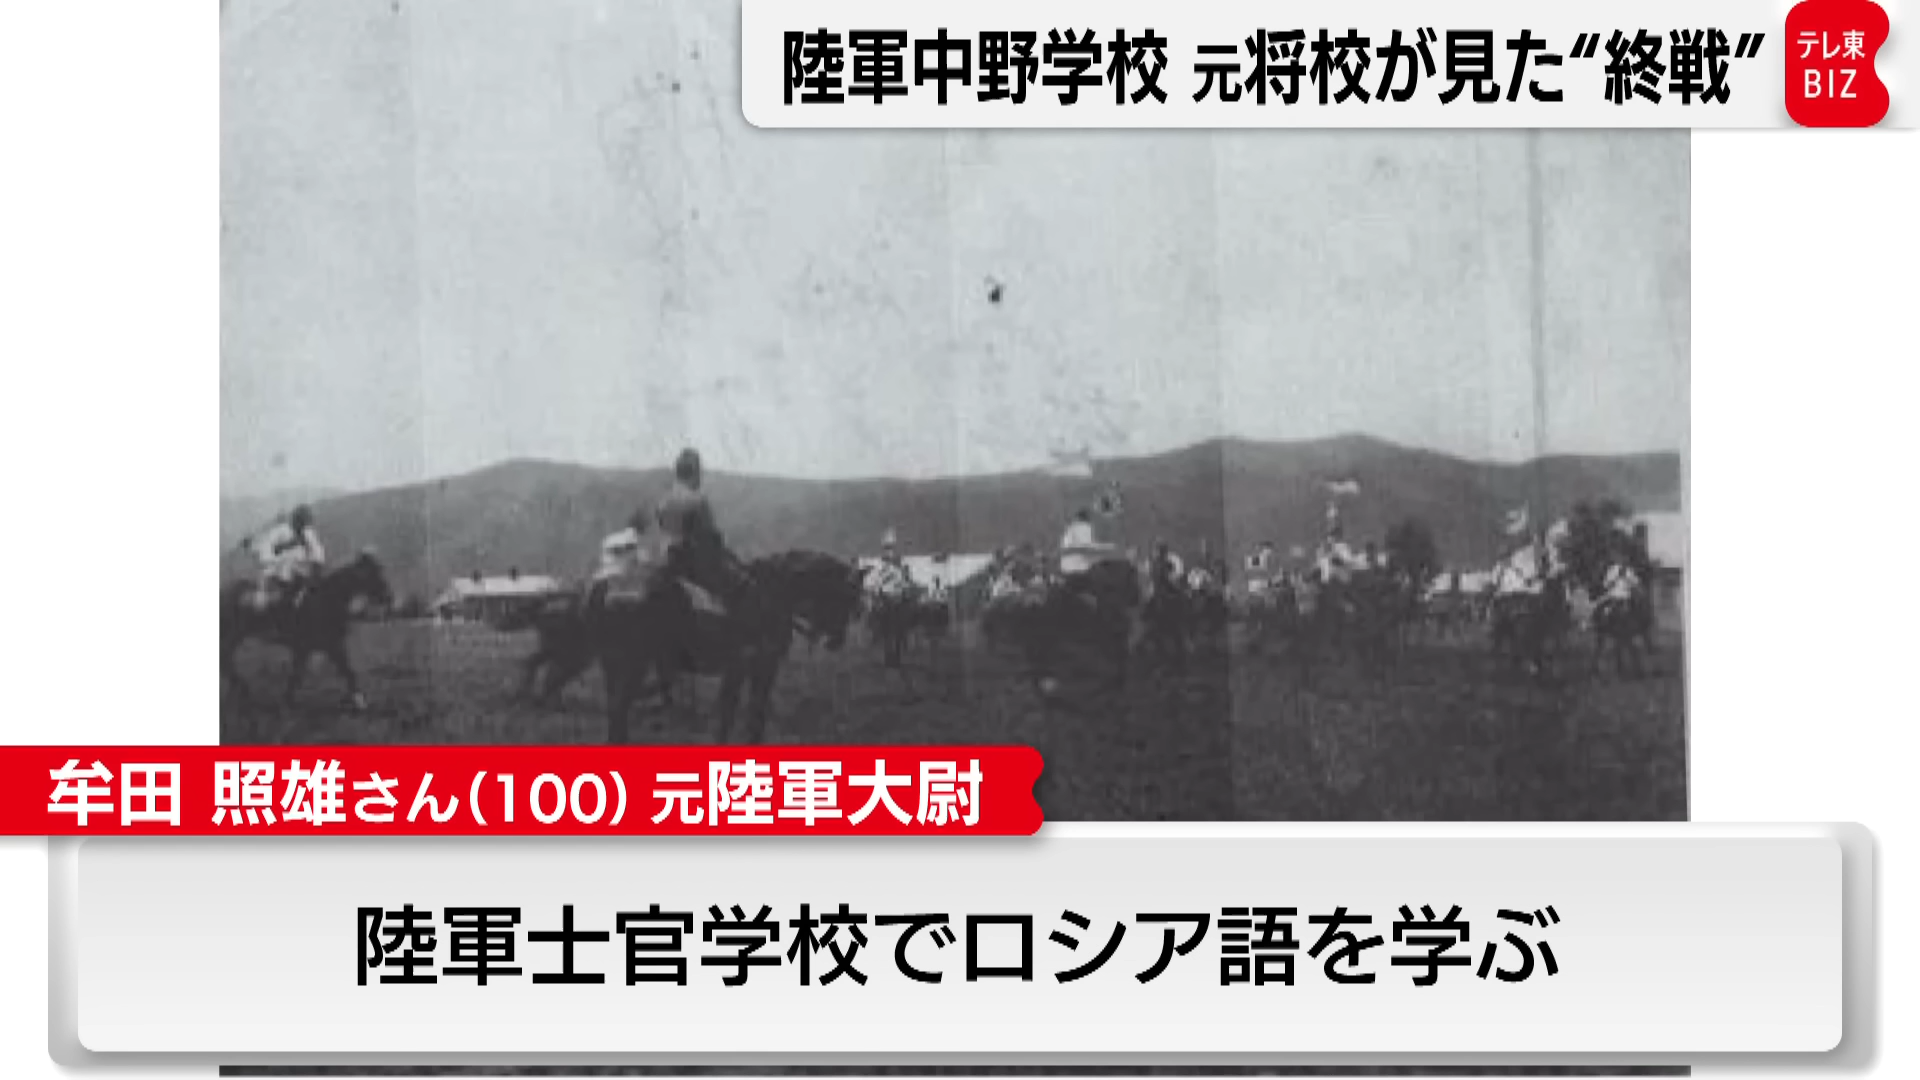 陸軍中野学校 元将校が見た“終戦”
テレ東
BIZ
牟田 照雄さん(100) 元陸軍大尉
陸軍士官学校でロシア語を学ぶ